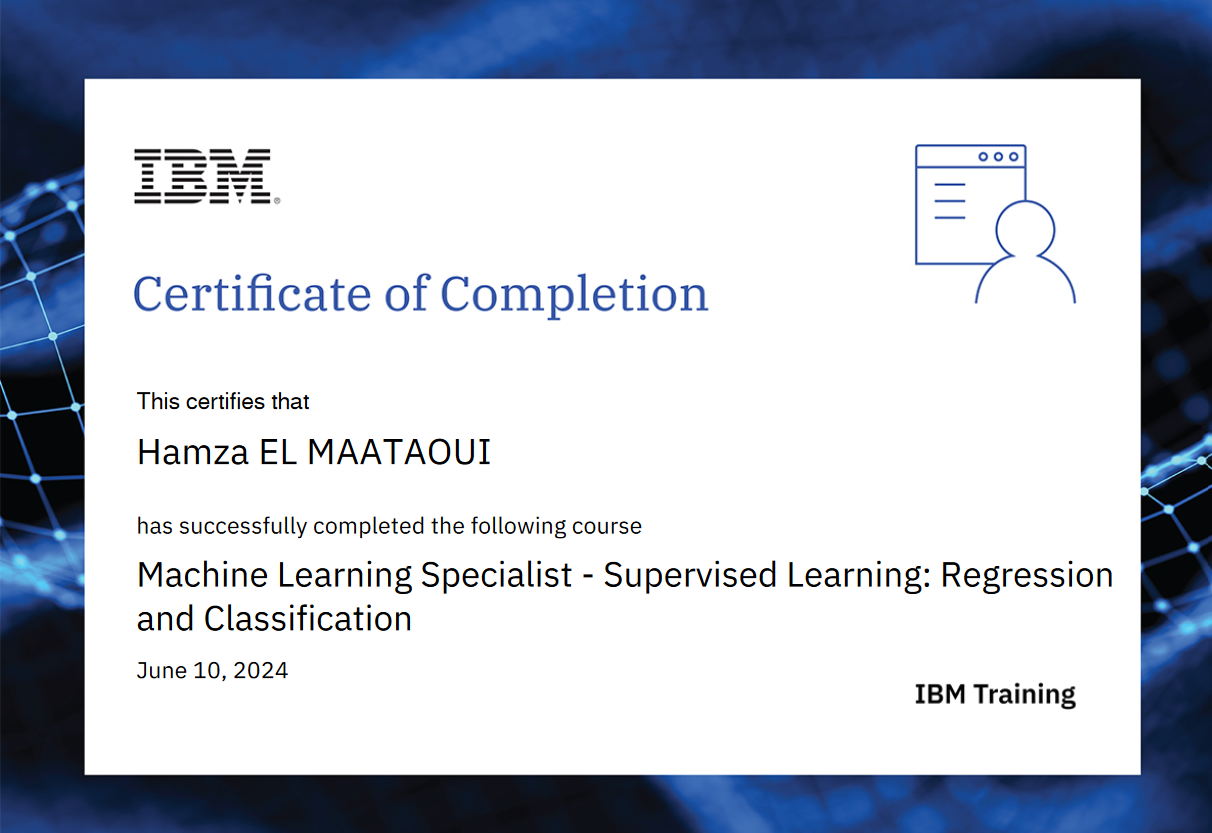 IBM®
Certificate of Completion
This certifies that
Hamza EL MAATAOUI
has successfully completed the following course
Machine Learning Specialist - Supervised Learning: Regression
and Classification
June 10, 2024
IBM Training